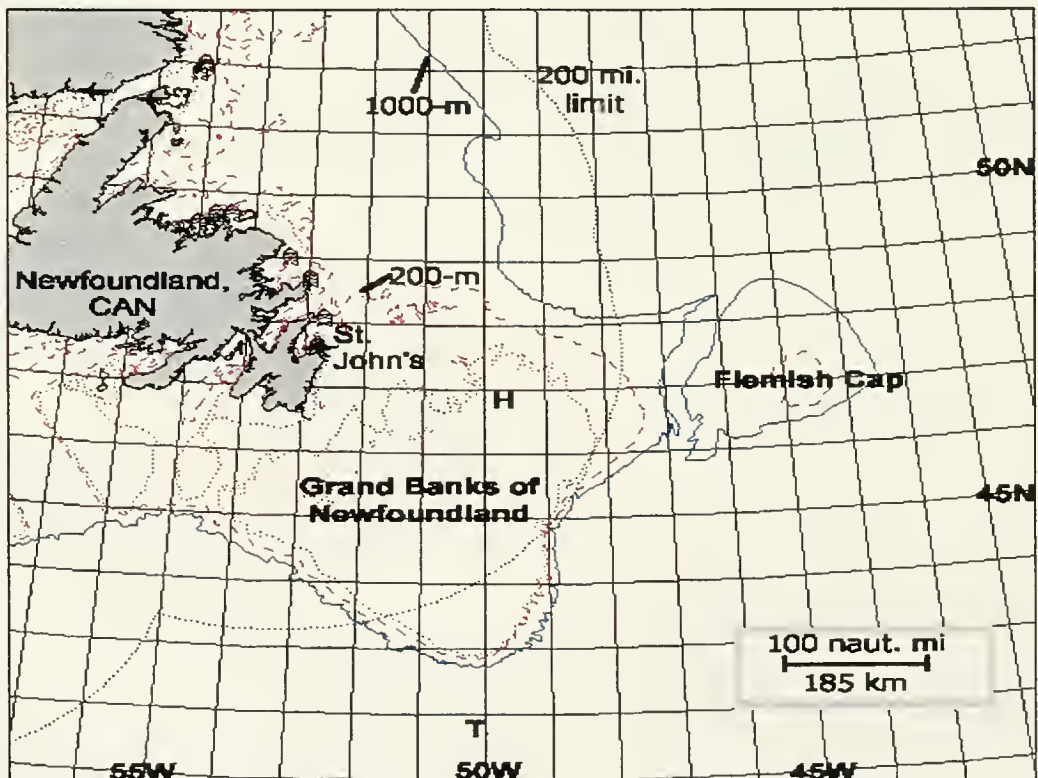 200 mi.
limit
1000-m
50N
200-m
Newfoundland,
CAN
St.
John's
Flemish Cap
H
Grand Banks of
Newfoundland
45N
100 naut. mi
185 km
T
55W
50W
45W